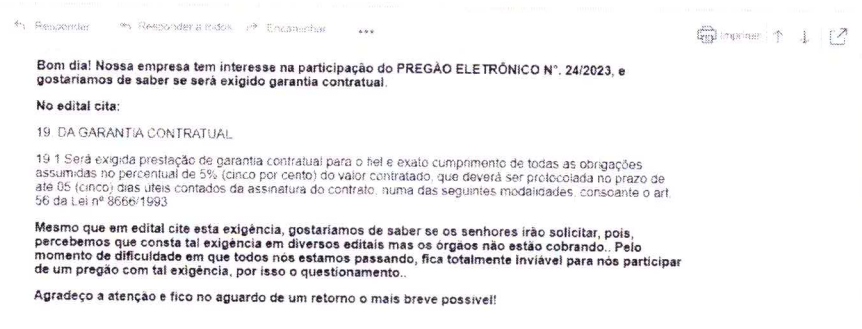 Responder Responder a todos Encaminhar ... Imprimir
Bom dia! Nossa empresa tem interesse na participação do PREGÃO ELETRÔNICO N°. 24/2023, e
gostaríamos de saber se será exigido garantia contratual.
No edital cita:
19 DA GARANTIA CONTRATUAL
19.1 Será exigida prestação de garantia contratual para o fiel e exato cumprimento de todas as obrigações
assumidas no percentual de 5% (cinco por cento) do valor contratado, que deverá ser protocolada no prazo de
até 05 (cinco) dias úteis contados da assinatura do contrato, numa das seguintes modalidades, consoante o art.
56 da Lei nº 8666/1993
Mesmo que em edital cite esta exigência, gostaríamos de saber se os senhores irão solicitar, pois,
percebemos que consta tal exigência em diversos editais mas os órgãos não estão cobrando.. Pelo
momento de dificuldade em que todos nós estamos passando, fica totalmente inviável para nós participar
de um pregão com tal exigência, por isso o questionamento..
Agradeço a atenção e fico no aguardo de um retorno o mais breve possível!